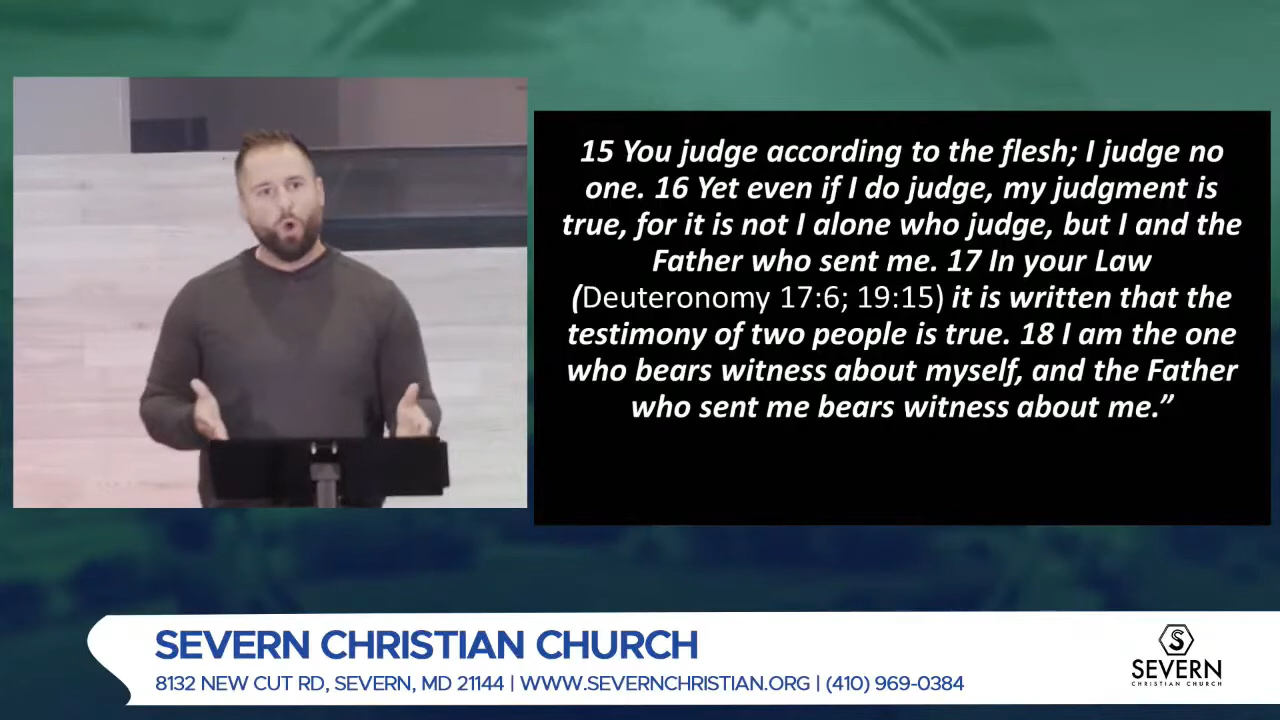 15 You judge according to the flesh; I judge no
one. 16 Yet even if I do judge, my judgment is
true, for it is not I alone who judge, but I and the
Father who sent me. 17 In your Law
(Deuteronomy 17:6; 19:15) it is written that the
testimony of two people is true. 18 I am the one
who bears witness about myself, and the Father
who sent me bears witness about me.”
SEVERN CHRISTIAN CHURCH
8132 NEW CUT RD, SEVERN, MD 21144 | WWW.SEVERNCHRISTIAN.ORG | (410) 969-0384
S
SEVERN
CHRISTIAN CHURCH